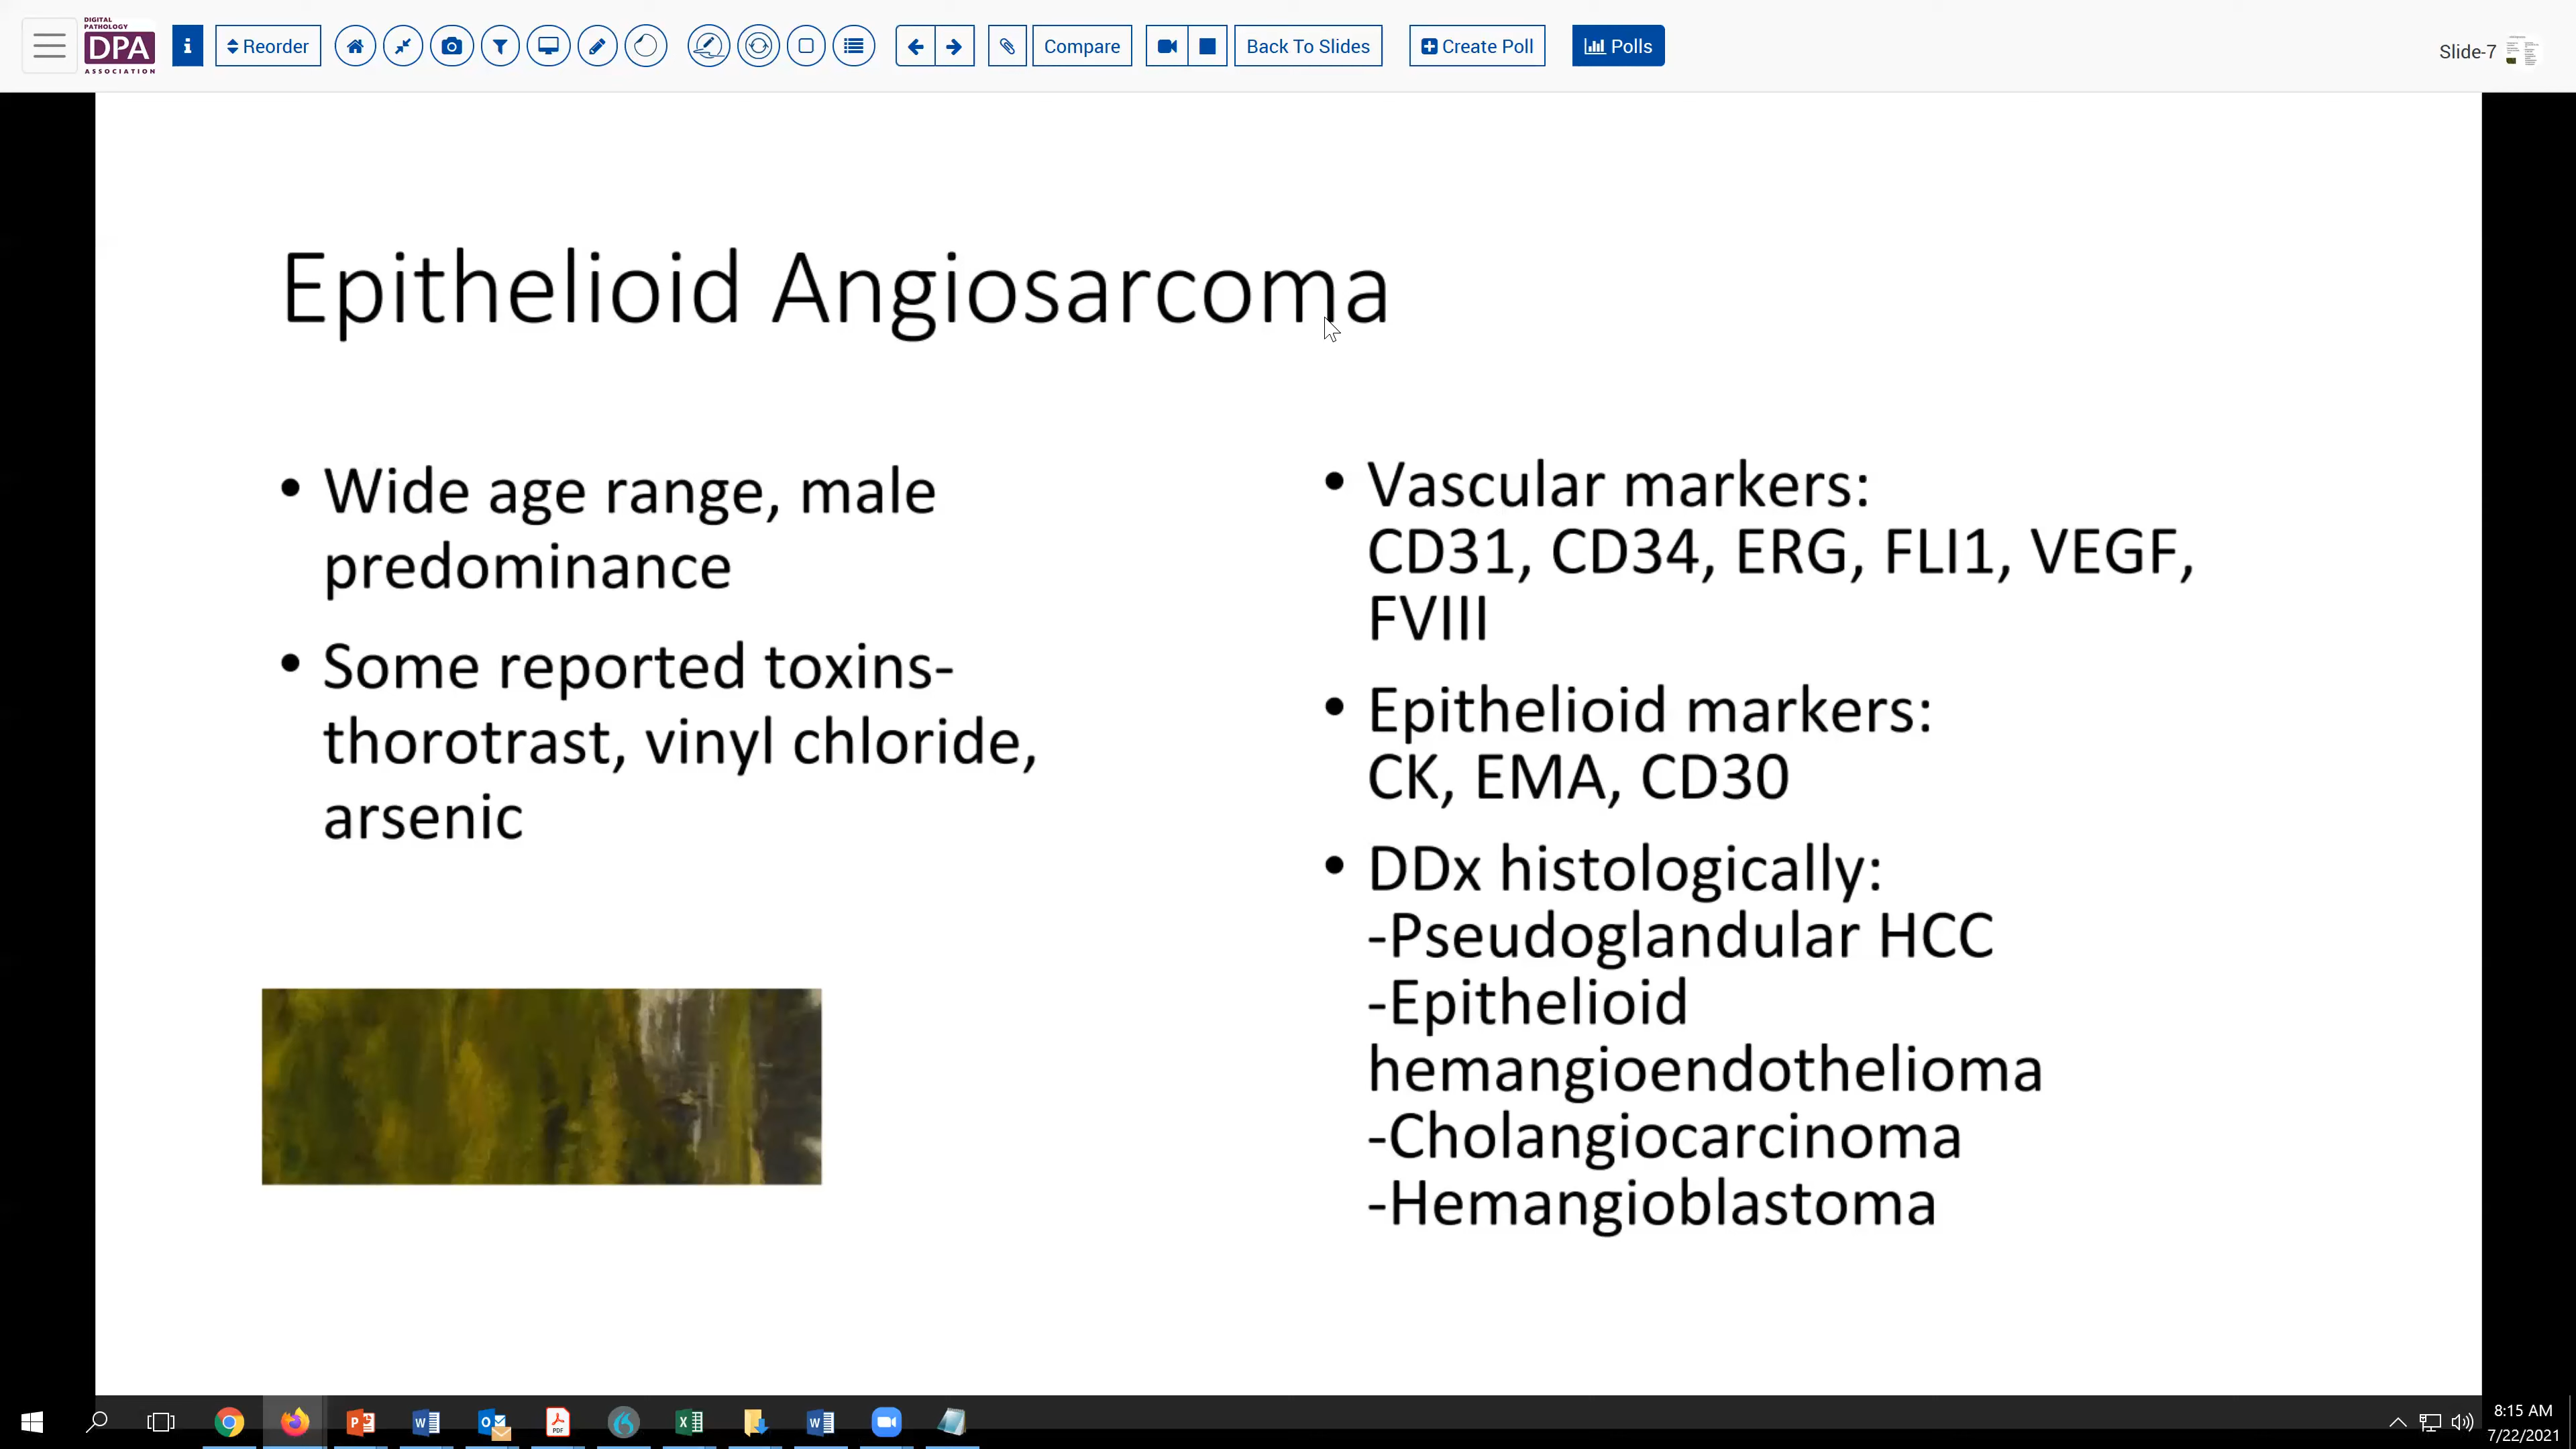 DIGITAL
PATHOLOGY
DPA
ASSOCIATION
i
Reorder
Compare
Back To Slides
Create Poll
Polls
Slide-7
Epithelioid Angiosarcoma
• Wide age range, male
predominance
• Some reported toxins-
thorotrast, vinyl chloride,
arsenic
• Vascular markers:
CD31, CD34, ERG, FLI1, VEGF,
FVIII
• Epithelioid markers:
CK, EMA, CD30
• DDx histologically:
-Pseudoglandular HCC
-Epithelioid
hemangioendothelioma
-Cholangiocarcinoma
-Hemangioblastoma
8:15 AM
7/22/2021